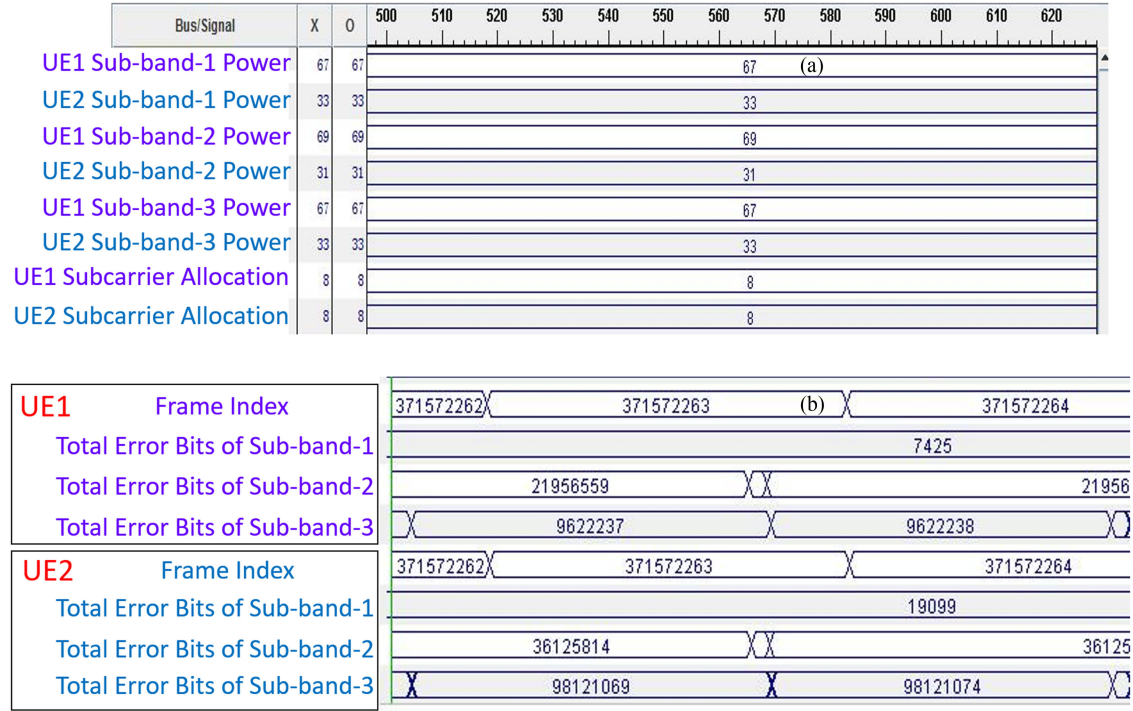 Bus/Signal X O 500 510 520 530 540 550 560 570 580 590 600 610 620
UE1 Sub-band-1 Power 67 67 67 (a)
UE2 Sub-band-1 Power 33 33 33
UE1 Sub-band-2 Power 69 69 69
UE2 Sub-band-2 Power 31 31 31
UE1 Sub-band-3 Power 67 67 67
UE2 Sub-band-3 Power 33 33 33
UE1 Subcarrier Allocation 8 8 8
UE2 Subcarrier Allocation 8 8 8
UE1 Frame Index 371572262 371572263 (b) 371572264
Total Error Bits of Sub-band-1 7425
Total Error Bits of Sub-band-2 21956559 21956
Total Error Bits of Sub-band-3 9622237 9622238
UE2 Frame Index 371572262 371572263 371572264
Total Error Bits of Sub-band-1 19099
Total Error Bits of Sub-band-2 36125814 36125
Total Error Bits of Sub-band-3 98121069 98121074